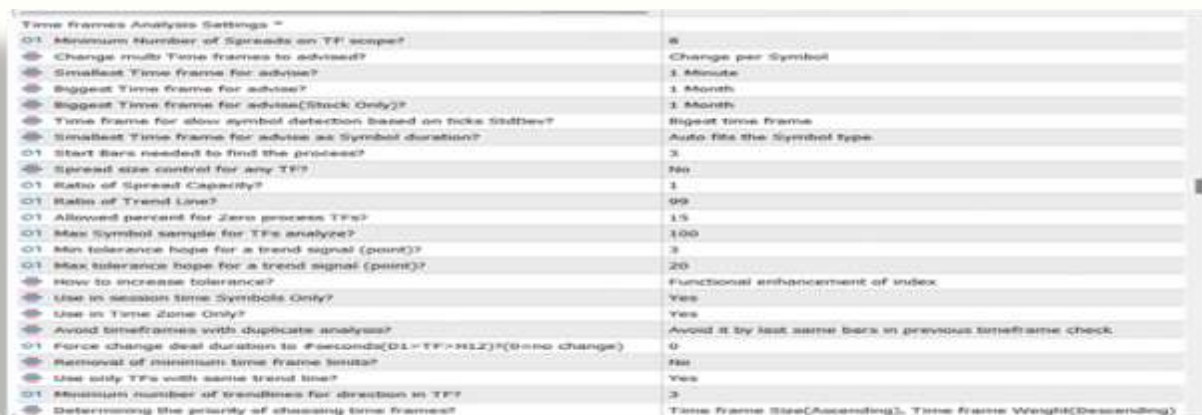 Time frames Analysis Settings "
01 Minimum Number of Spreads on TF scope? 8
Change multi Time frames to advised? Change per Symbol
Smallest Time frame for advise? 1 Minute
Biggest Time frame for advise? 1 Month
Biggest Time frame for advise(Stock Only)? 1 Month
Time frame for slow symbol detection based on ticks StdDev? Bigest time frame
Smallest Time frame for advise as Symbol duration? Auto fits the Symbol type
01 Start Bars needed to find the process? 3
Spread size control for any TF? No
01 Ratio of Spread Capacity? 1
01 Ratio of Trend Line? 99
01 Allowed percent for Zero process TFs? 15
01 Max Symbol sample for TFs analyze? 100
01 Min tolerance hope for a trend signal (point)? 3
01 Max tolerance hope for a trend signal (point)? 20
How to increase tolerance? Functional enhancement of index
Use in session time Symbols Only? Yes
Use in Time Zone Only? Yes
Avoid timeframes with duplicate analysis? Avoid it by last same bars in previous timeframe check
01 Force change deal duration to #seconds(D1>TF>H12)?(0=no change) 0
Removal of minimum time frame limits? No
Use only TFs with same trend line? Yes
01 Minimum number of trendlines for direction in TF? 3
Determining the priority of choosing time frames? Time frame Size(Ascending), Time frame Weight(Descending)